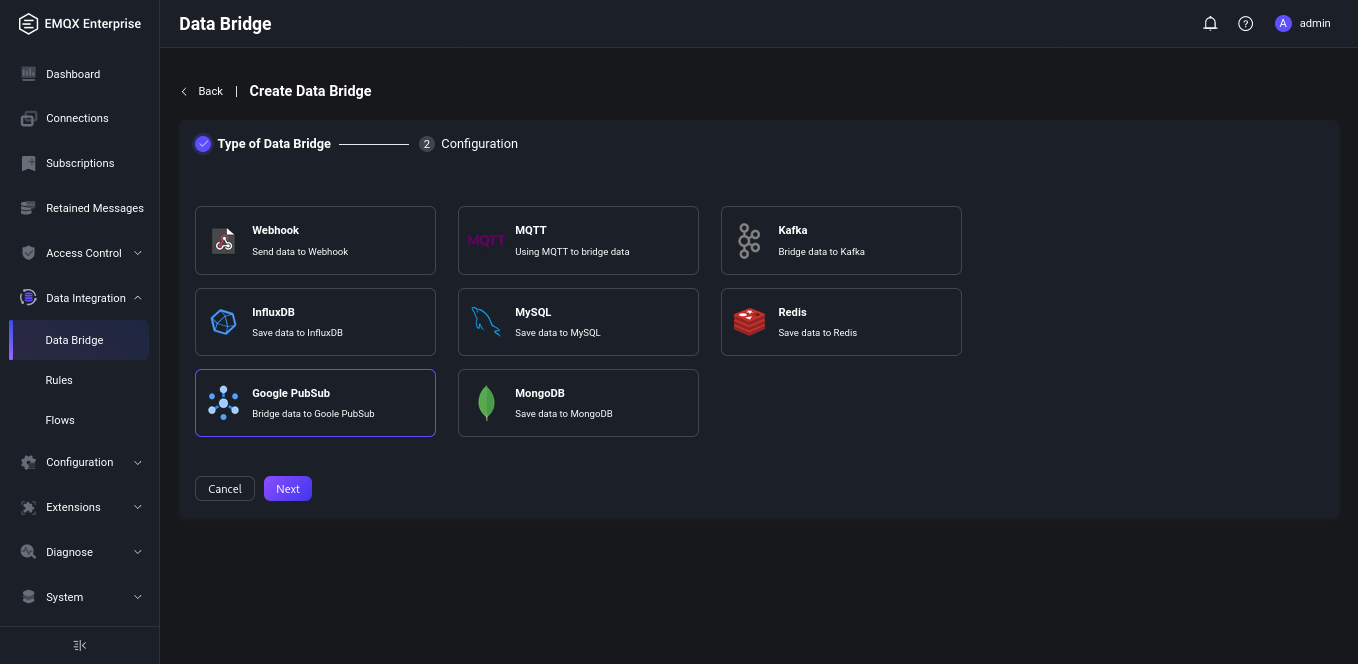 EMQX Enterprise
Data Bridge
A
admin
Dashboard
Connections
Subscriptions
Retained Messages
Access Control
Data Integration
Data Bridge
Rules
Flows
Configuration
Extensions
Diagnose
System
Back | Create Data Bridge
Type of Data Bridge
2 Configuration
Webhook
Send data to Webhook
MQTT
MQTT
Using MQTT to bridge data
Kafka
Bridge data to Kafka
InfluxDB
Save data to InfluxDB
MySQL
Save data to MySQL
Redis
Save data to Redis
Google PubSub
Bridge data to Goole PubSub
MongoDB
Save data to MongoDB
Cancel
Next